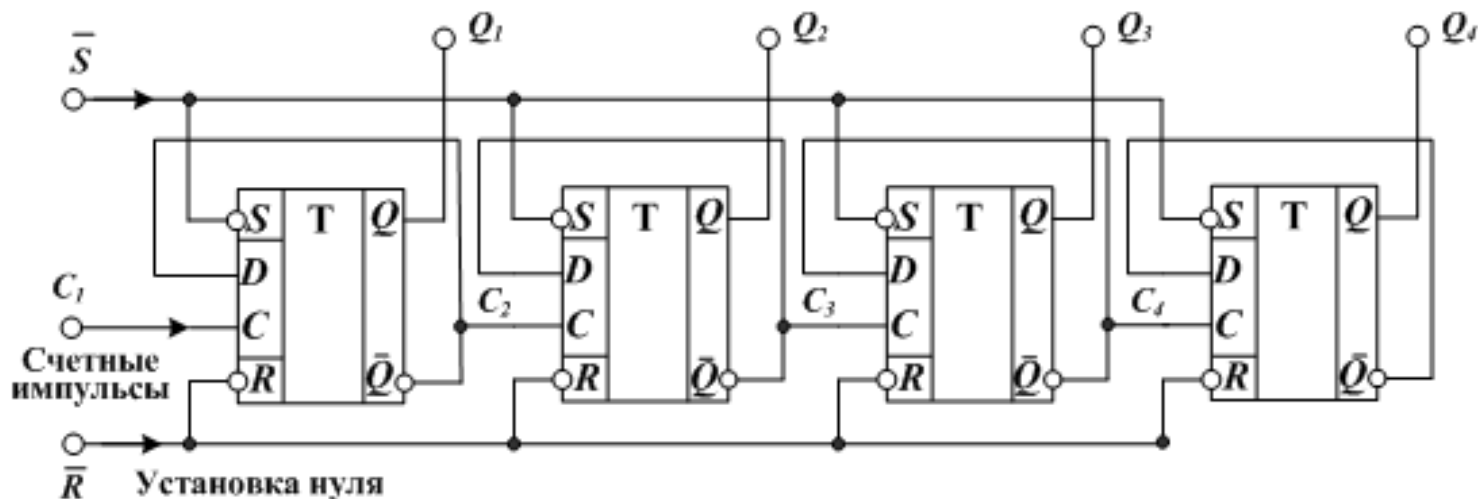 S̄ Q₁ Q₂ Q₃ Q₄
S T Q S T Q S T Q S T Q
D D D D
C₁ C C₂ C C₃ C C₄ C
Счетные
импульсы
R Q̄ R Q̄ R Q̄ R Q̄
R̄ Установка нуля